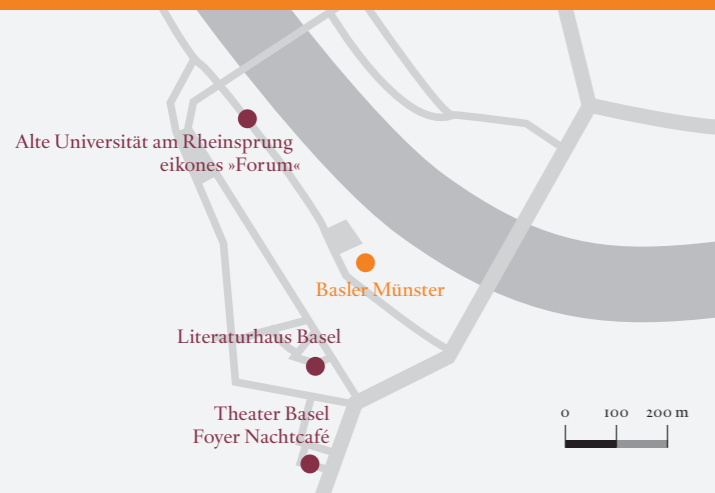 Alte Universität am Rheinsprung
eikones »Forum«
Basler Münster
Literaturhaus Basel
Theater Basel
Foyer Nachtcafé
0 100 200 m